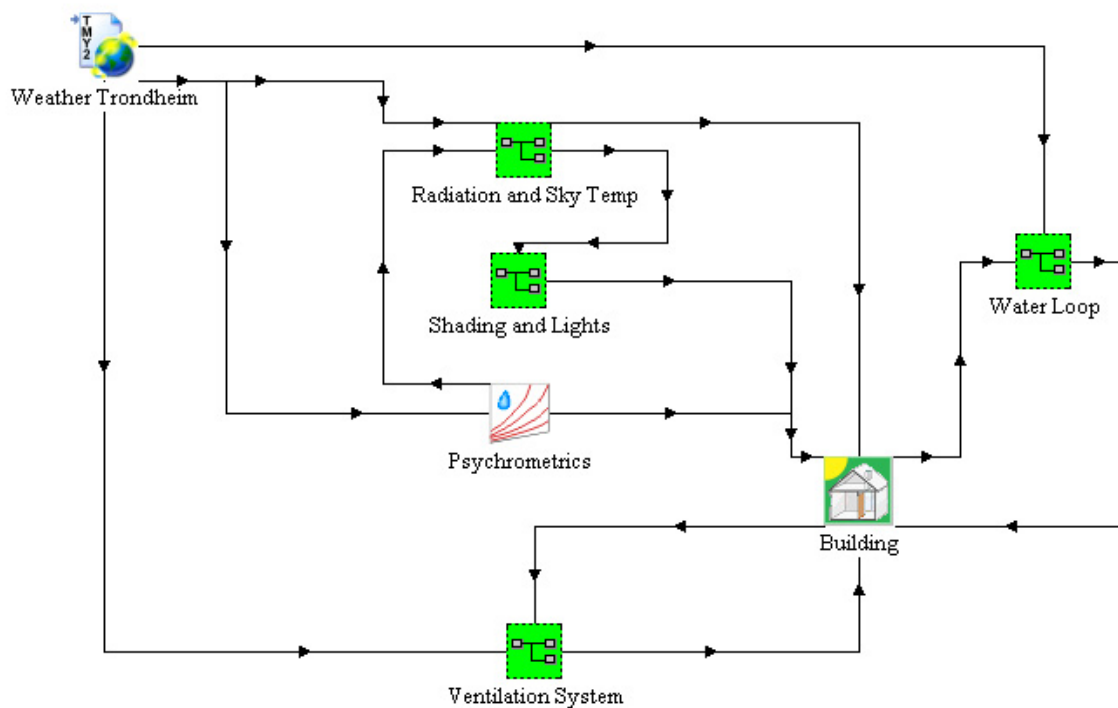 TMY2
Weather Trondheim
Radiation and Sky Temp
Shading and Lights
Water Loop
Psychrometrics
Building
Ventilation System